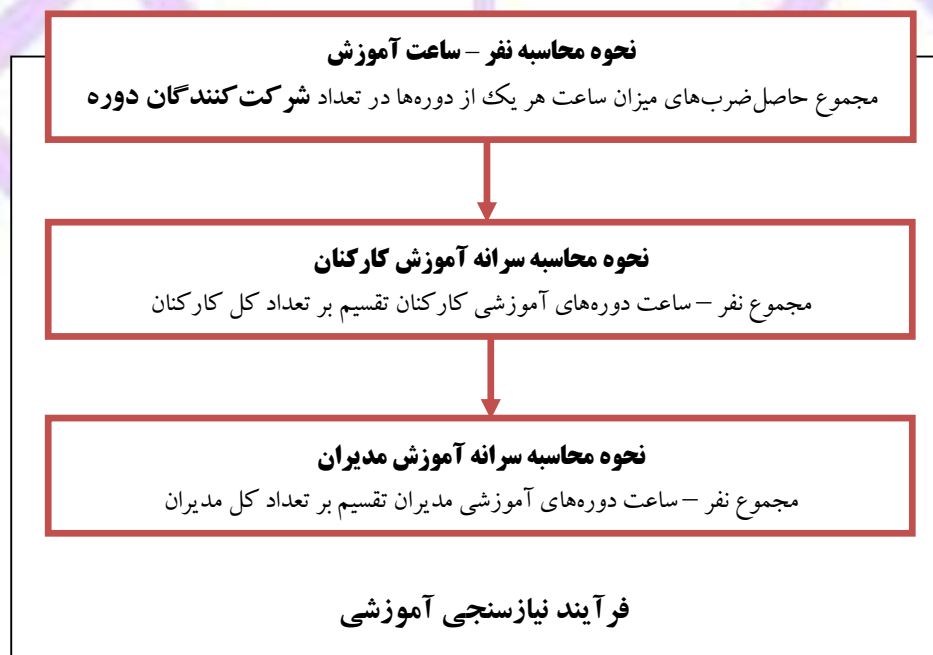 نحوه محاسبه نفر – ساعت آموزش
مجموع حاصل‌ضرب‌های میزان ساعت هر یک از دوره‌ها در تعداد شرکت‌کنندگان دوره
نحوه محاسبه سرانه آموزش کارکنان
مجموع نفر – ساعت دوره‌های آموزشی کارکنان تقسیم بر تعداد کل کارکنان
نحوه محاسبه سرانه آموزش مدیران
مجموع نفر – ساعت دوره‌های آموزشی مدیران تقسیم بر تعداد کل مدیران
فرآیند نیازسنجی آموزشی